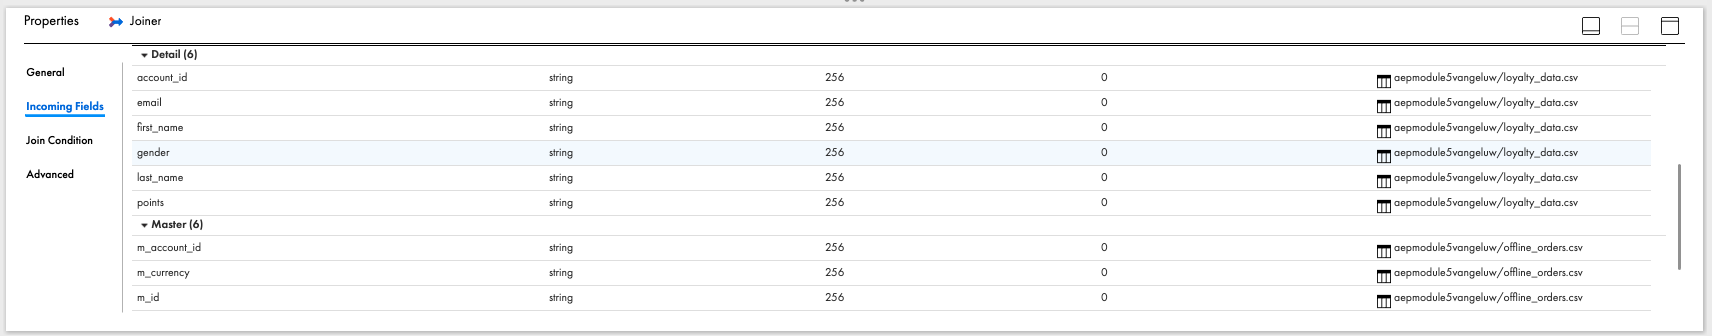 Properties Joiner
Detail (6)
General
account_id string 256 0 aepmodule5vangeluw/loyalty_data.csv
email string 256 0 aepmodule5vangeluw/loyalty_data.csv
Incoming Fields
first_name string 256 0 aepmodule5vangeluw/loyalty_data.csv
Join Condition
gender string 256 0 aepmodule5vangeluw/loyalty_data.csv
Advanced
last_name string 256 0 aepmodule5vangeluw/loyalty_data.csv
points string 256 0 aepmodule5vangeluw/loyalty_data.csv
Master (6)
m_account_id string 256 0 aepmodule5vangeluw/offline_orders.csv
m_currency string 256 0 aepmodule5vangeluw/offline_orders.csv
m_id string 256 0 aepmodule5vangeluw/offline_orders.csv